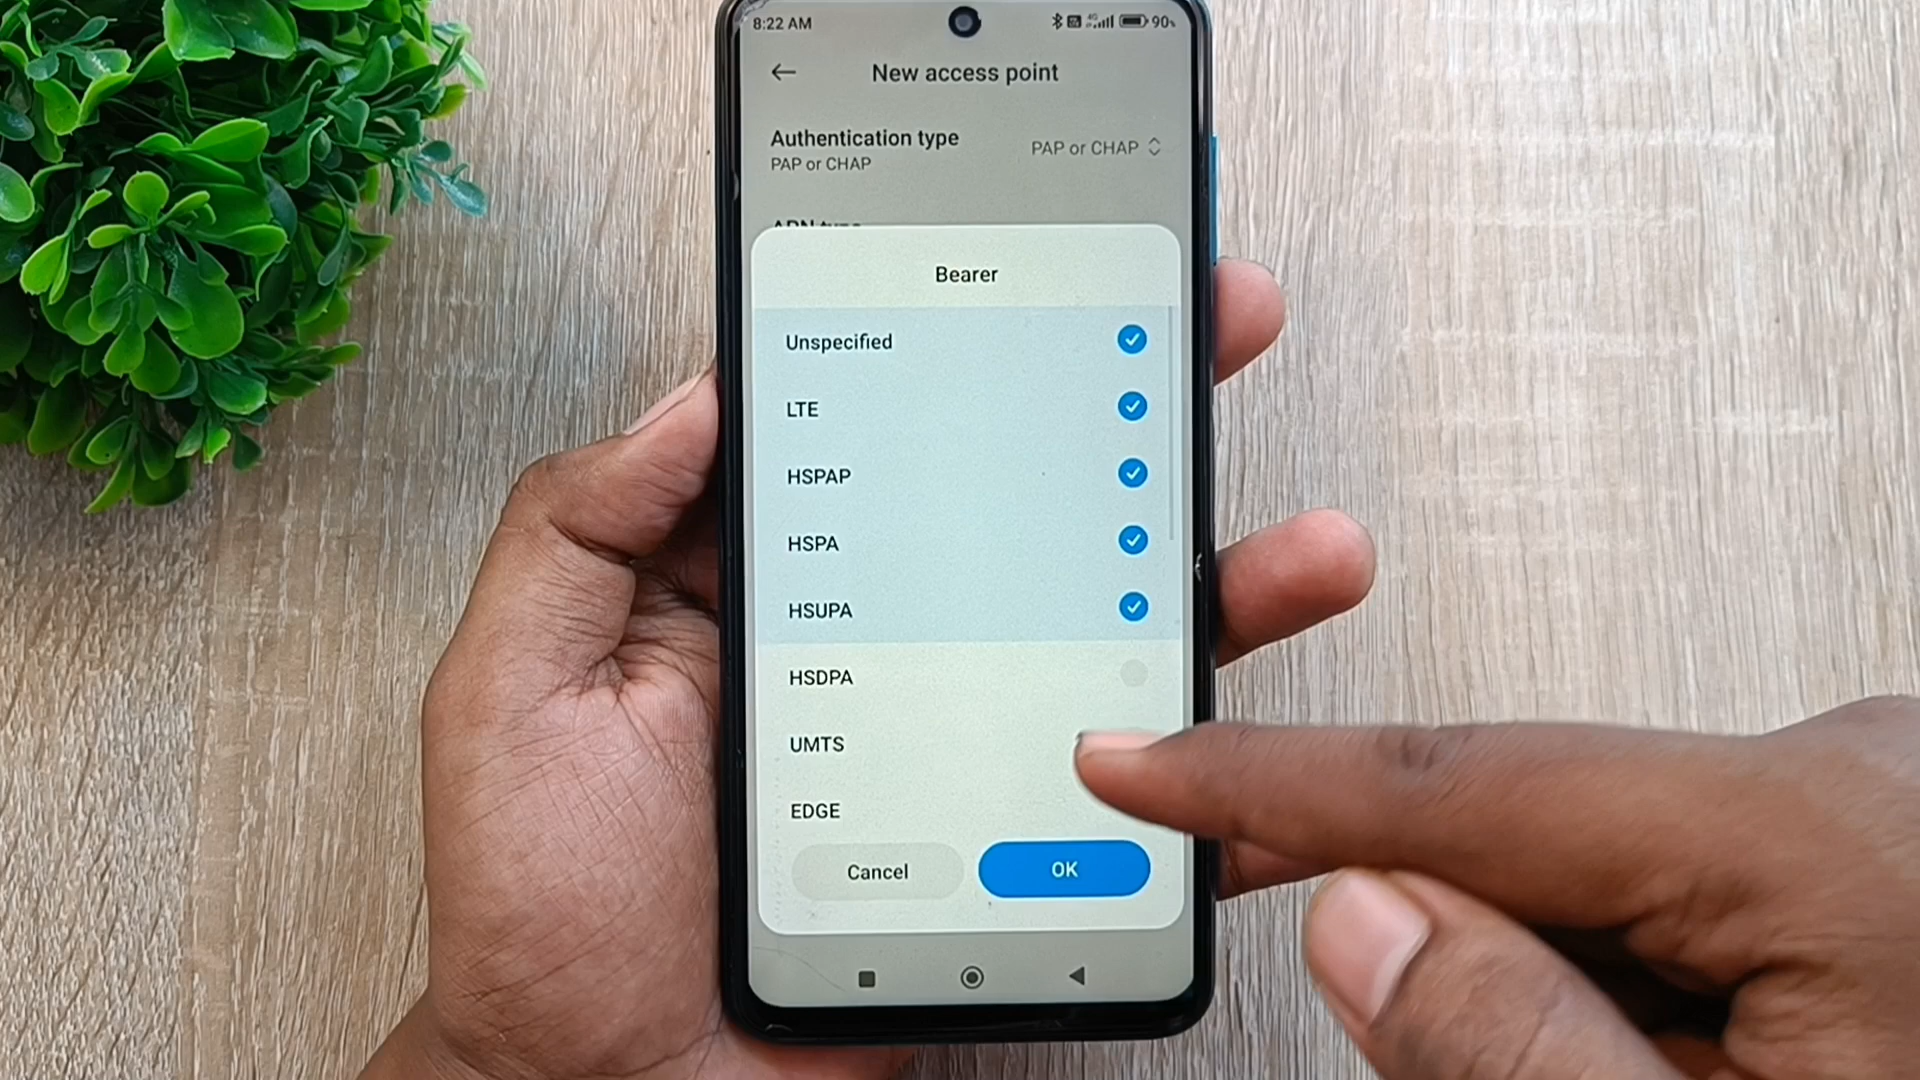 8:22 AM
4G
90%
New access point
Authentication type
PAP or CHAP
PAP or CHAP
APN type
Bearer
Unspecified
LTE
HSPAP
HSPA
HSUPA
HSDPA
UMTS
EDGE
Cancel
OK